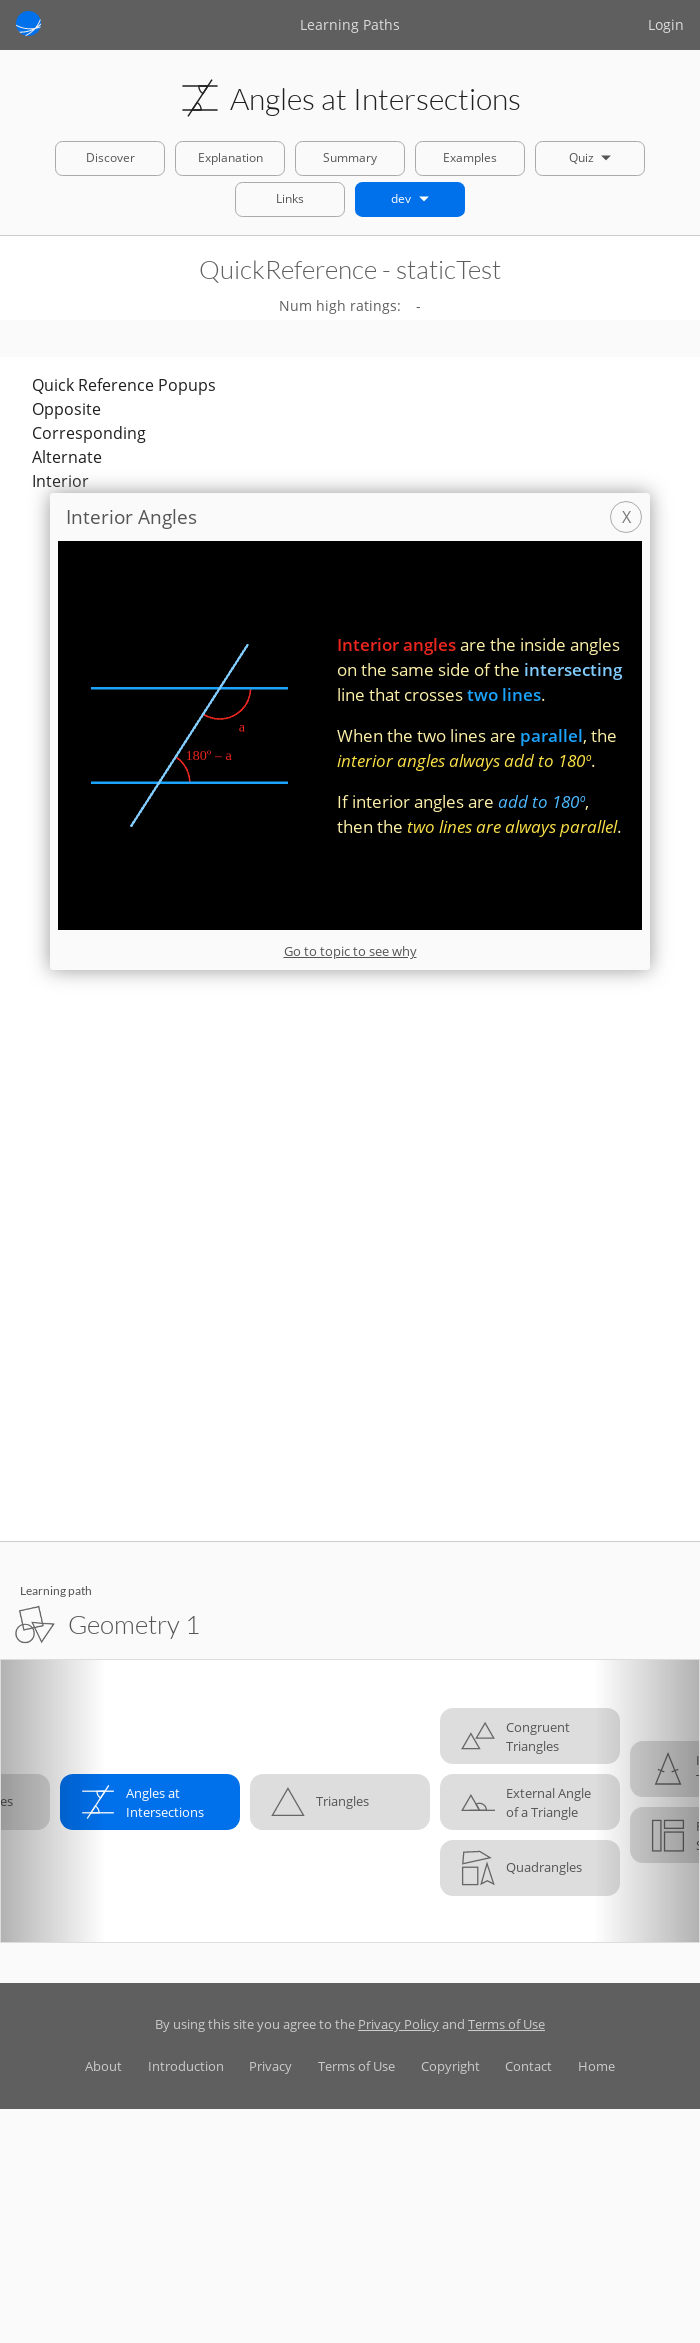 Learning Paths
Login
Angles at Intersections
Discover
Explanation
Summary
Examples
Quiz
Links
dev
QuickReference - staticTest
Num high ratings: -
Quick Reference Popups
Opposite
Corresponding
Alternate
Interior
Interior Angles
X
Interior angles are the inside angles
on the same side of the intersecting
line that crosses two lines.
a
180º – a
When the two lines are parallel, the
interior angles always add to 180º.
If interior angles are add to 180º,
then the two lines are always parallel.
Go to topic to see why
Learning path
Geometry 1
es
Angles at
Intersections
Triangles
Congruent
Triangles
External Angle
of a Triangle
Quadrangles
By using this site you agree to the Privacy Policy and Terms of Use
About
Introduction
Privacy
Terms of Use
Copyright
Contact
Home